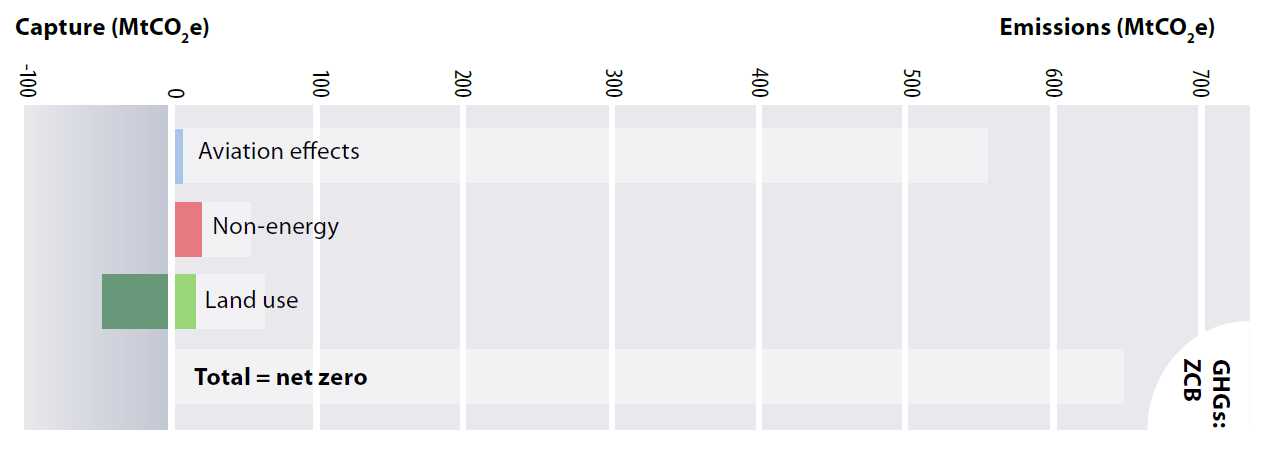 Capture (MtCO₂e)
Emissions (MtCO₂e)
-100 0 100 200 300 400 500 600 700
Aviation effects
Non-energy
Land use
Total = net zero
GHGs:
ZCB